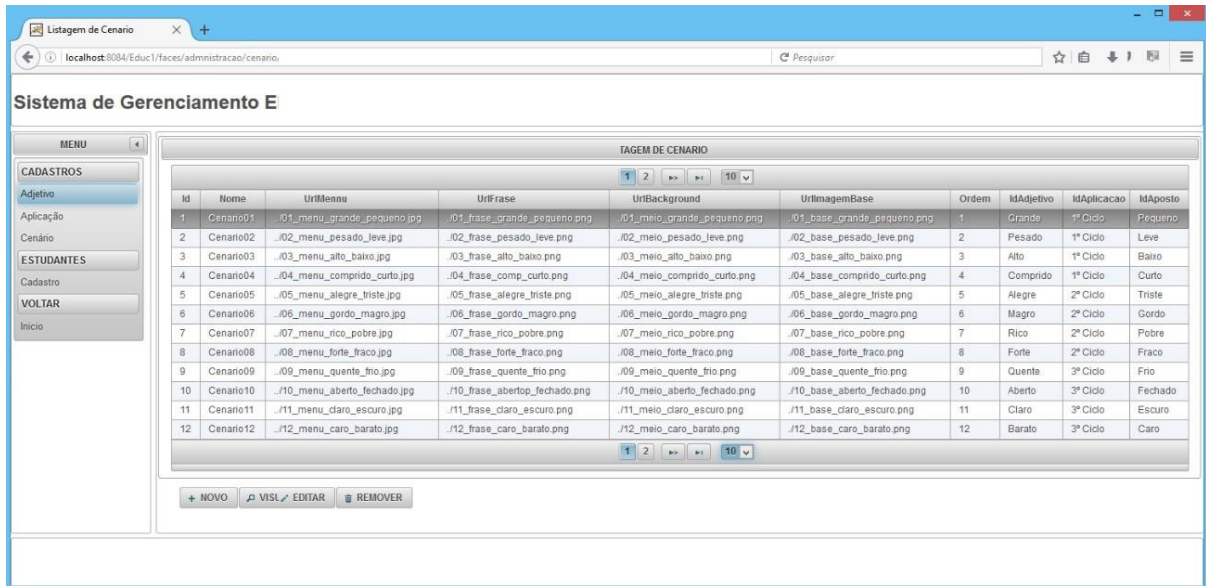 Listagem de Cenario
localhost:8084/Educ1/faces/admnistracao/cenario
Pesquisar
Sistema de Gerenciamento E
MENU
CADASTROS
Adjetivo
Aplicação
Cenário
ESTUDANTES
Cadastro
VOLTAR
Inicio
TAGEM DE CENARIO
1 2 10
Id Nome UrlMennu UrlFrase UrlBackground UrlImagemBase Ordem IdAdjetivo IdAplicacao IdAposto
1 Cenario01 ../01_menu_grande_pequeno.jpg ./01_frase_grande_pequeno.png ./01_meio_grande_pequeno.png ./01_base_grande_pequeno.png 1 Grande 1º Ciclo Pequeno
2 Cenario02 ../02_menu_pesado_leve.jpg ./02_frase_pesado_leve.png ./02_meio_pesado_leve.png ./02_base_pesado_leve.png 2 Pesado 1º Ciclo Leve
3 Cenario03 ../03_menu_alto_baixo.jpg ./03_frase_alto_baixo.png ./03_meio_alto_baixo.png ./03_base_alto_baixo.png 3 Alto 1º Ciclo Baixo
4 Cenario04 ../04_menu_comprido_curto.jpg ./04_frase_comp_curto.png ./04_meio_comprido_curto.png ./04_base_comprido_curto.png 4 Comprido 1º Ciclo Curto
5 Cenario05 ../05_menu_alegre_triste.jpg ./05_frase_alegre_triste.png ./05_meio_alegre_triste.png ./05_base_alegre_triste.png 5 Alegre 2º Ciclo Triste
6 Cenario06 ../06_menu_gordo_magro.jpg ./06_frase_gordo_magro.png ./06_meio_gordo_magro.png ./06_base_gordo_magro.png 6 Magro 2º Ciclo Gordo
7 Cenario07 ../07_menu_rico_pobre.jpg ./07_frase_rico_pobre.png ./07_meio_rico_pobre.png ./07_base_rico_pobre.png 7 Rico 2º Ciclo Pobre
8 Cenario08 ../08_menu_forte_fraco.jpg ./08_frase_forte_fraco.png ./08_meio_forte_fraco.png ./08_base_forte_fraco.png 8 Forte 2º Ciclo Fraco
9 Cenario09 ../09_menu_quente_frio.jpg ./09_frase_quente_frio.png ./09_meio_quente_frio.png ./09_base_quente_frio.png 9 Quente 3º Ciclo Frio
10 Cenario10 ../10_menu_aberto_fechado.jpg ./10_frase_abertop_fechado.png ./10_meio_aberto_fechado.png ./10_base_aberto_fechado.png 10 Aberto 3º Ciclo Fechado
11 Cenario11 ../11_menu_claro_escuro.jpg ./11_frase_claro_escuro.png ./11_meio_claro_escuro.png ./11_base_claro_escuro.png 11 Claro 3º Ciclo Escuro
12 Cenario12 ../12_menu_caro_barato.jpg ./12_frase_caro_barato.png ./12_meio_caro_barato.png ./12_base_caro_barato.png 12 Barato 3º Ciclo Caro
1 2 10
+ NOVO VISU EDITAR REMOVER